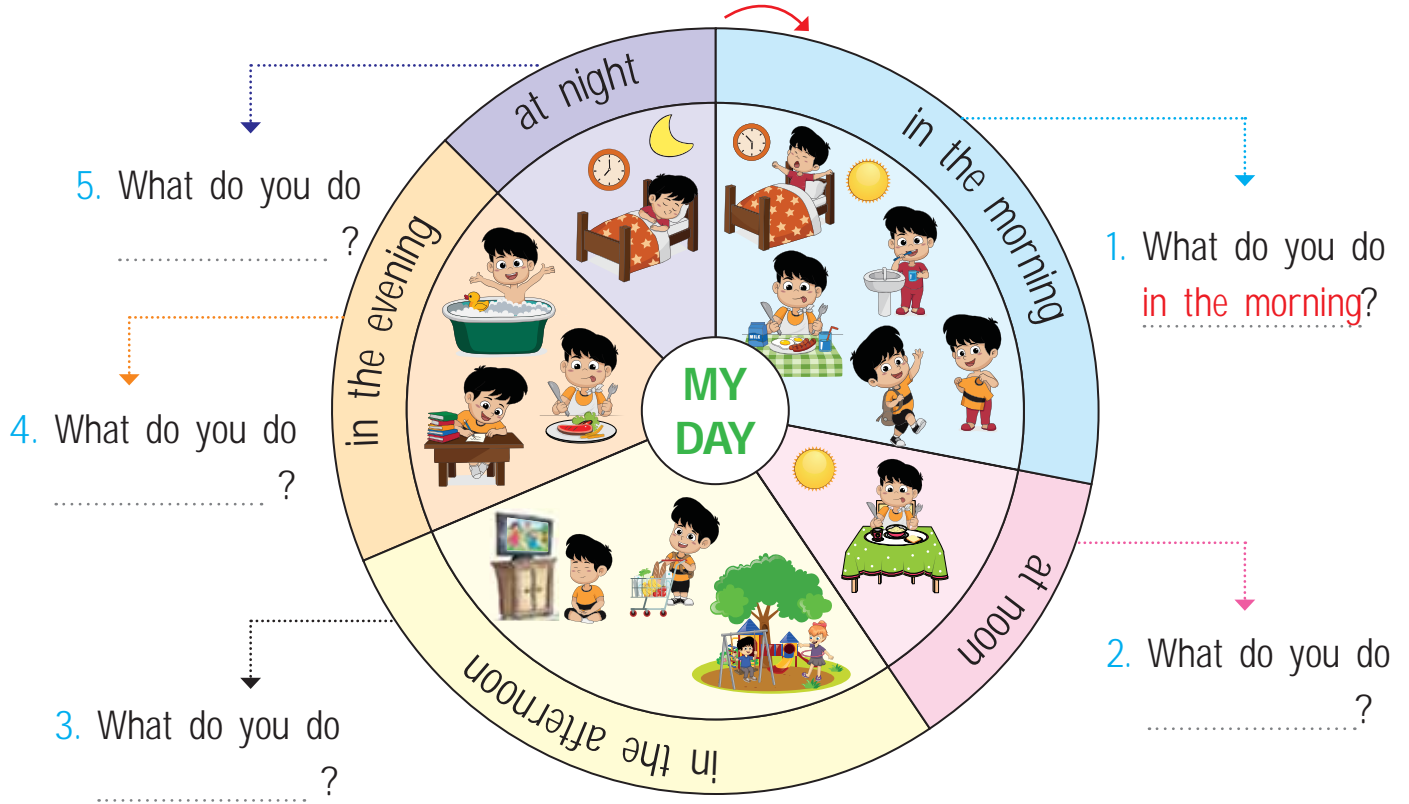 MY
DAY
in the morning
at noon
in the afternoon
in the evening
at night
1. What do you do
in the morning?
2. What do you do
?
3. What do you do
?
4. What do you do
?
5. What do you do
?